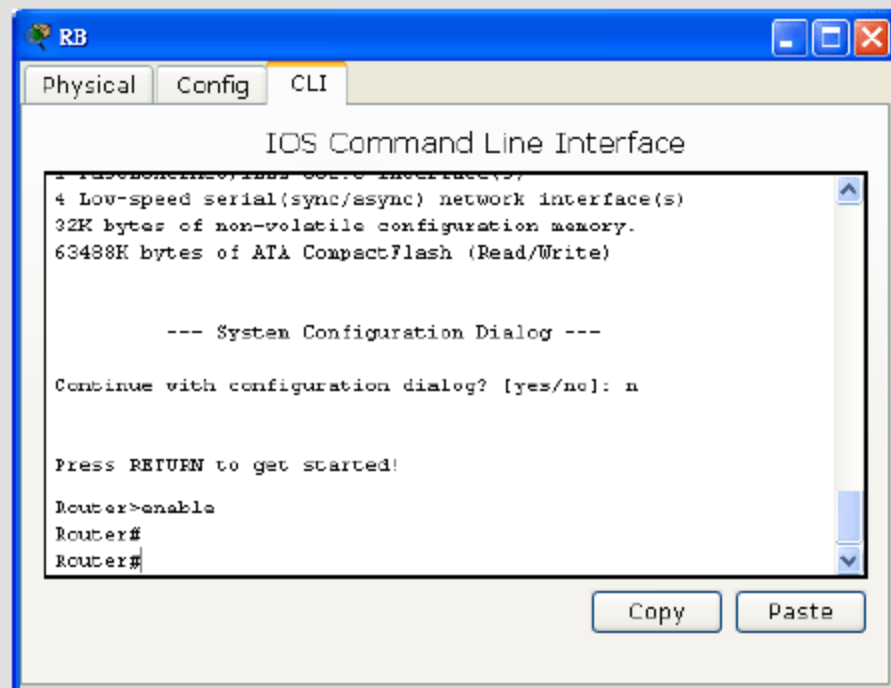 RB
Physical Config CLI
IOS Command Line Interface
4 Low-speed serial(sync/async) network interface(s)
32K bytes of non-volatile configuration memory.
63488K bytes of ATA CompactFlash (Read/Write)
--- System Configuration Dialog ---
Continue with configuration dialog? [yes/no]: n
Press RETURN to get started!
Router>enable
Router#
Router#
Copy Paste